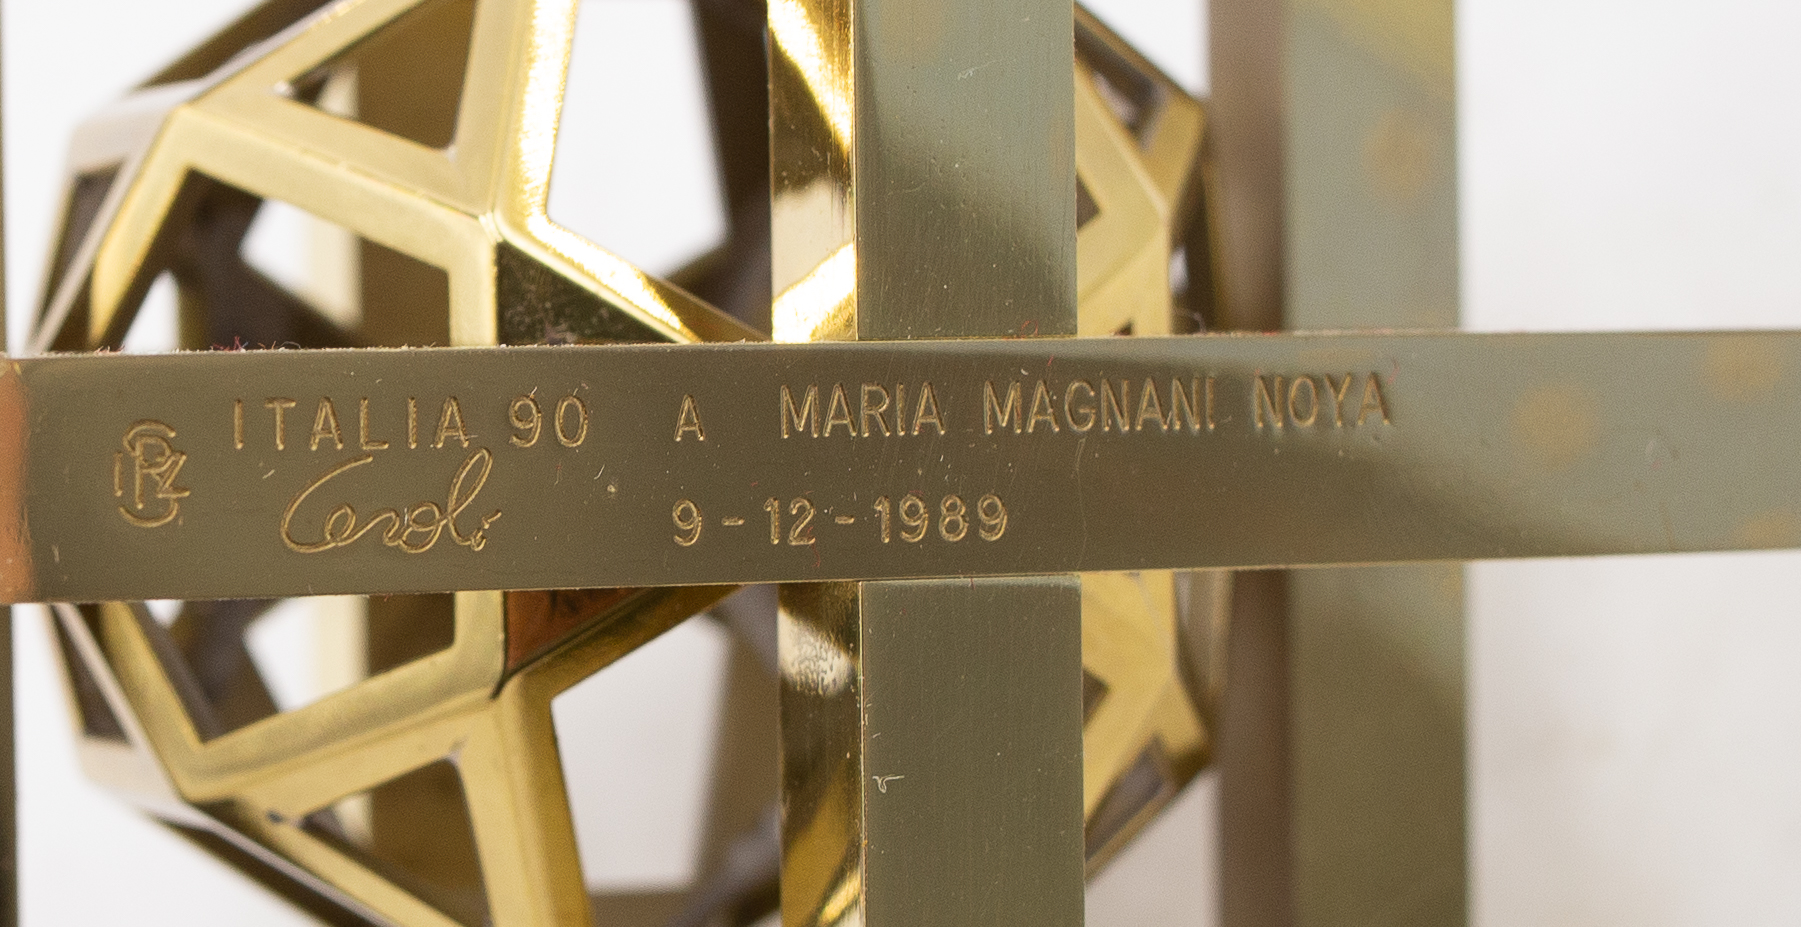 ITALIA 90 A MARIA MAGNANI NOYA
Ceroli 9-12-1989